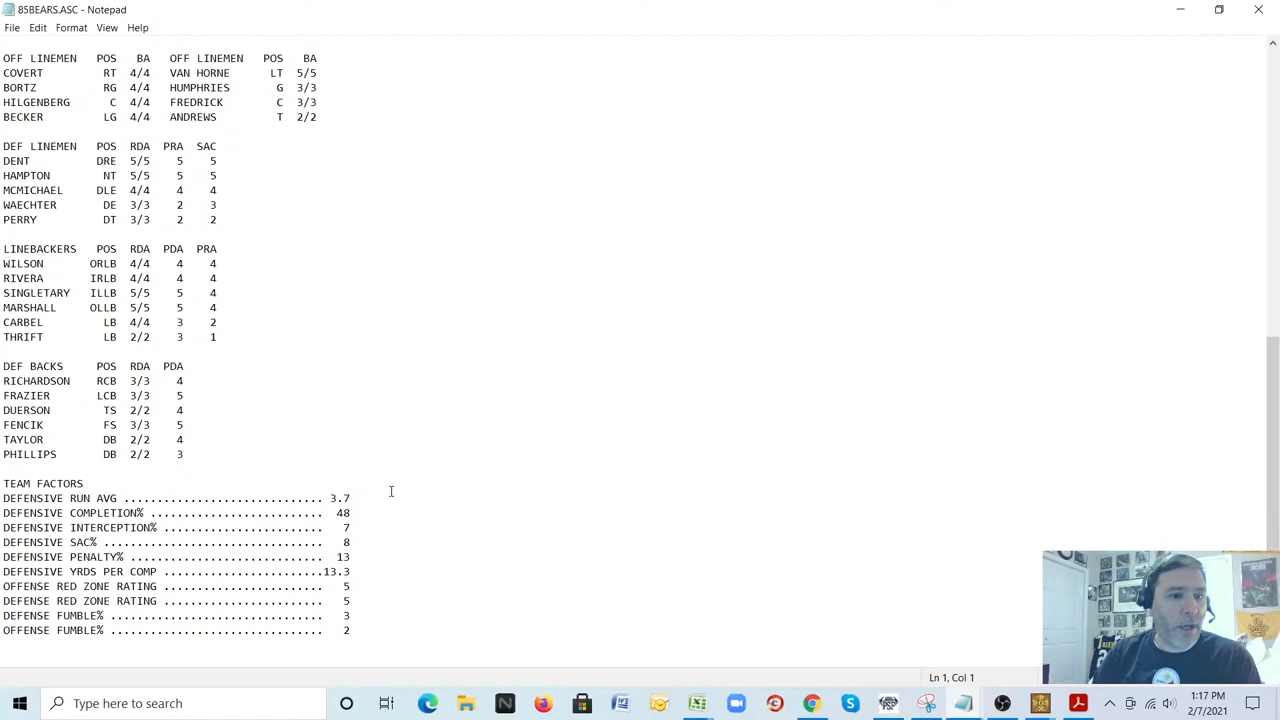 85BEARS.ASC - Notepad
File Edit Format View Help
OFF LINEMEN POS BA OFF LINEMEN POS BA
COVERT RT 4/4 VAN HORNE LT 5/5
BORTZ RG 4/4 HUMPHRIES G 3/3
HILGENBERG C 4/4 FREDRICK C 3/3
BECKER LG 4/4 ANDREWS T 2/2
DEF LINEMEN POS RDA PRA SAC
DENT DRE 5/5 5 5
HAMPTON NT 5/5 5 5
MCMICHAEL DLE 4/4 4 4
WAECHTER DE 3/3 2 3
PERRY DT 3/3 2 2
LINEBACKERS POS RDA PDA PRA
WILSON ORLB 4/4 4 4
RIVERA IRLB 4/4 4 4
SINGLETARY ILLB 5/5 5 4
MARSHALL OLLB 5/5 5 4
CARBEL LB 4/4 3 2
THRIFT LB 2/2 3 1
DEF BACKS POS RDA PDA
RICHARDSON RCB 3/3 4
FRAZIER LCB 3/3 5
DUERSON TS 2/2 4
FENCIK FS 3/3 5
TAYLOR DB 2/2 4
PHILLIPS DB 2/2 3
TEAM FACTORS
DEFENSIVE RUN AVG .............................. 3.7
DEFENSIVE COMPLETION% .......................... 48
DEFENSIVE INTERCEPTION% ........................ 7
DEFENSIVE SAC% ................................. 8
DEFENSIVE PENALTY% ............................. 13
DEFENSIVE YRDS PER COMP ........................13.3
OFFENSE RED ZONE RATING ........................ 5
DEFENSE RED ZONE RATING ........................ 5
DEFENSE FUMBLE% ................................ 3
OFFENSE FUMBLE% ................................ 2
Ln 1, Col 1
Type here to search
1:17 PM
2/7/2021